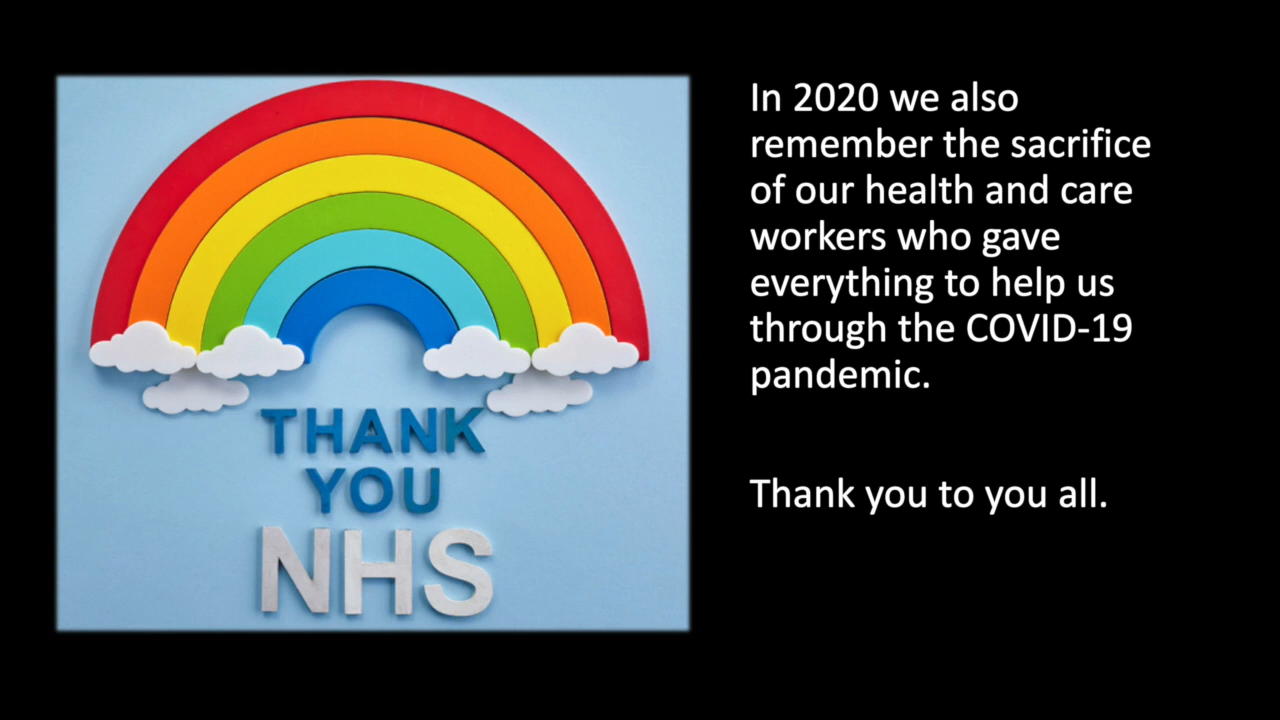 THANK
YOU
NHS
In 2020 we also
remember the sacrifice
of our health and care
workers who gave
everything to help us
through the COVID-19
pandemic.
Thank you to you all.